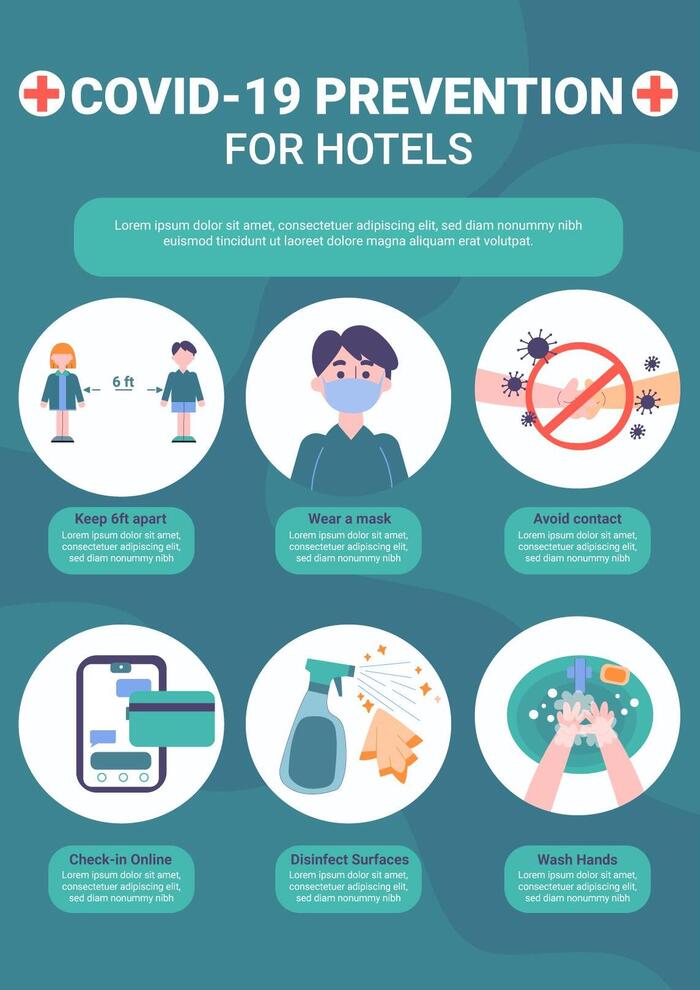 COVID-19 PREVENTION
FOR HOTELS
Lorem ipsum dolor sit amet, consectetuer adipiscing elit, sed diam nonummy nibh
euismod tincidunt ut laoreet dolore magna aliquam erat volutpat.
6 ft
Keep 6ft apart
Lorem ipsum dolor sit amet,
consectetuer adipiscing elit,
sed diam nonummy nibh
Wear a mask
Lorem ipsum dolor sit amet,
consectetuer adipiscing elit,
sed diam nonummy nibh
Avoid contact
Lorem ipsum dolor sit amet,
consectetuer adipiscing elit,
sed diam nonummy nibh
Check-in Online
Lorem ipsum dolor sit amet,
consectetuer adipiscing elit,
sed diam nonummy nibh
Disinfect Surfaces
Lorem ipsum dolor sit amet,
consectetuer adipiscing elit,
sed diam nonummy nibh
Wash Hands
Lorem ipsum dolor sit amet,
consectetuer adipiscing elit,
sed diam nonummy nibh